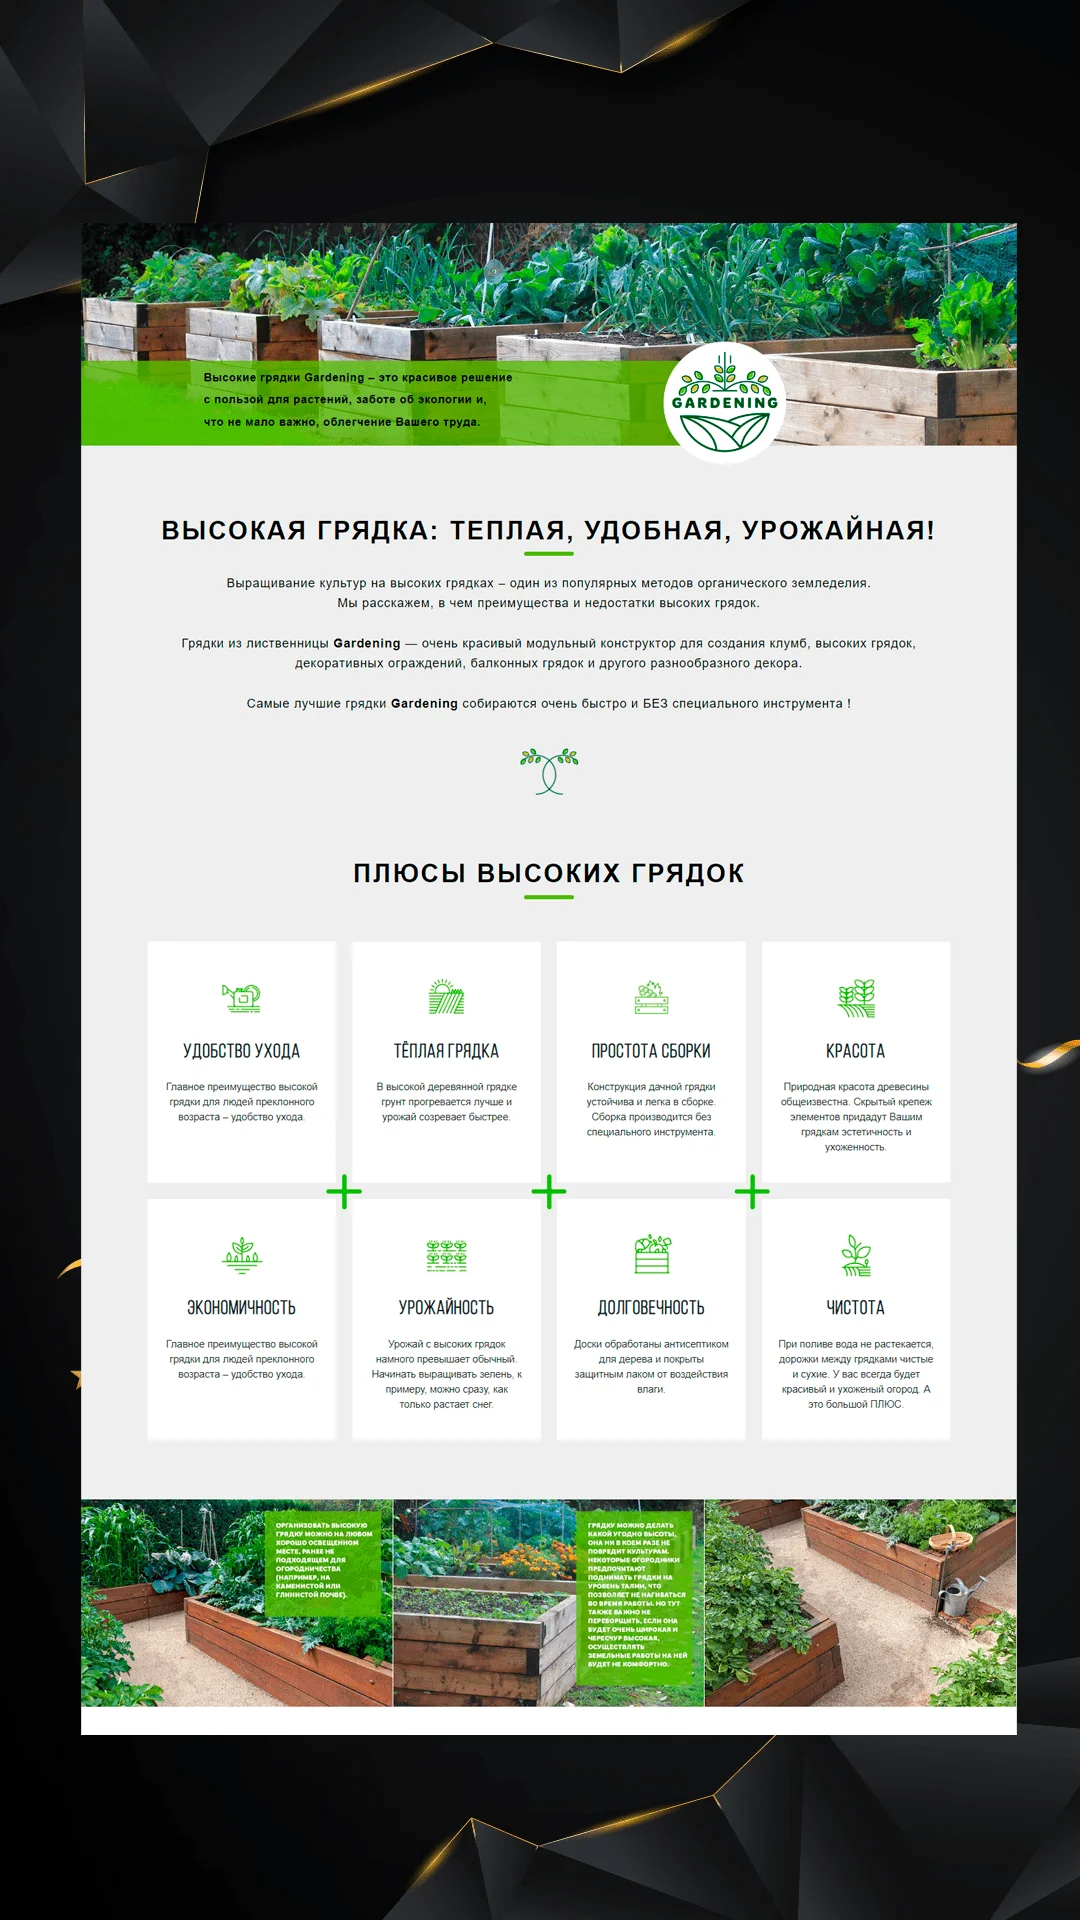 Высокие грядки Gardening – это красивое решение
с пользой для растений, заботе об экологии и,
что не мало важно, облегчение Вашего труда.
GARDENING
ВЫСОКАЯ ГРЯДКА: ТЕПЛАЯ, УДОБНАЯ, УРОЖАЙНАЯ!
Выращивание культур на высоких грядках – один из популярных методов органического земледелия.
Мы расскажем, в чем преимущества и недостатки высоких грядок.
Грядки из лиственницы Gardening — очень красивый модульный конструктор для создания клумб, высоких грядок,
декоративных ограждений, балконных грядок и другого разнообразного декора.
Самые лучшие грядки Gardening собираются очень быстро и БЕЗ специального инструмента !
ПЛЮСЫ ВЫСОКИХ ГРЯДОК
УДОБСТВО УХОДА
Главное преимущество высокой
грядки для людей преклонного
возраста – удобство ухода.
ТЁПЛАЯ ГРЯДКА
В высокой деревянной грядке
грунт прогревается лучше и
урожай созревает быстрее.
ПРОСТОТА СБОРКИ
Конструкция дачной грядки
устойчива и легка в сборке.
Сборка производится без
специального инструмента.
КРАСОТА
Природная красота древесины
общеизвестна. Скрытый крепеж
элементов придадут Вашим
грядкам эстетичность и
ухоженность.
ЭКОНОМИЧНОСТЬ
Главное преимущество высокой
грядки для людей преклонного
возраста – удобство ухода.
УРОЖАЙНОСТЬ
Урожай с высоких грядок
намного превышает обычный.
Начинать выращивать зелень, к
примеру, можно сразу, как
только растает снег.
ДОЛГОВЕЧНОСТЬ
Доски обработаны антисептиком
для дерева и покрыты
защитным лаком от воздействия
влаги.
ЧИСТОТА
При поливе вода не растекается,
дорожки между грядками чистые
и сухие. У вас всегда будет
красивый и ухоженый огород. А
это большой ПЛЮС.
ОРГАНИЗОВАТЬ ВЫСОКУЮ
ГРЯДКУ МОЖНО НА ЛЮБОМ
ХОРОШО ОСВЕЩЕННОМ
МЕСТЕ, РАНЕЕ НЕ
ПОДХОДЯЩЕМ ДЛЯ
ОГОРОДНИЧЕСТВА
(НАПРИМЕР, НА
КАМЕНИСТОЙ ИЛИ
ГЛИНИСТОЙ ПОЧВЕ).
ГРЯДКУ МОЖНО ДЕЛАТЬ
КАКОЙ УГОДНО ВЫСОТЫ,
ОНА НИ В КОЕМ РАЗЕ НЕ
ПОВРЕДИТ КУЛЬТУРАМ.
НЕКОТОРЫЕ ОГОРОДНИКИ
ПРЕДПОЧИТАЮТ
ПОДНИМАТЬ ГРЯДКИ НА
УРОВЕНЬ ТАЛИИ, ЧТО
ПОЗВОЛЯЕТ НЕ НАГИБАТЬСЯ
ВО ВРЕМЯ РАБОТЫ. НО ТУТ
ТАКЖЕ ВАЖНО НЕ
ПЕРЕБОРЩИТЬ, ЕСЛИ ОНА
БУДЕТ ОЧЕНЬ ШИРОКАЯ И
ЧЕРЕСЧУР ВЫСОКАЯ,
ОСУЩЕСТВЛЯТЬ
ЗЕМЕЛЬНЫЕ РАБОТЫ НА НЕЙ
БУДЕТ НЕ КОМФОРТНО.